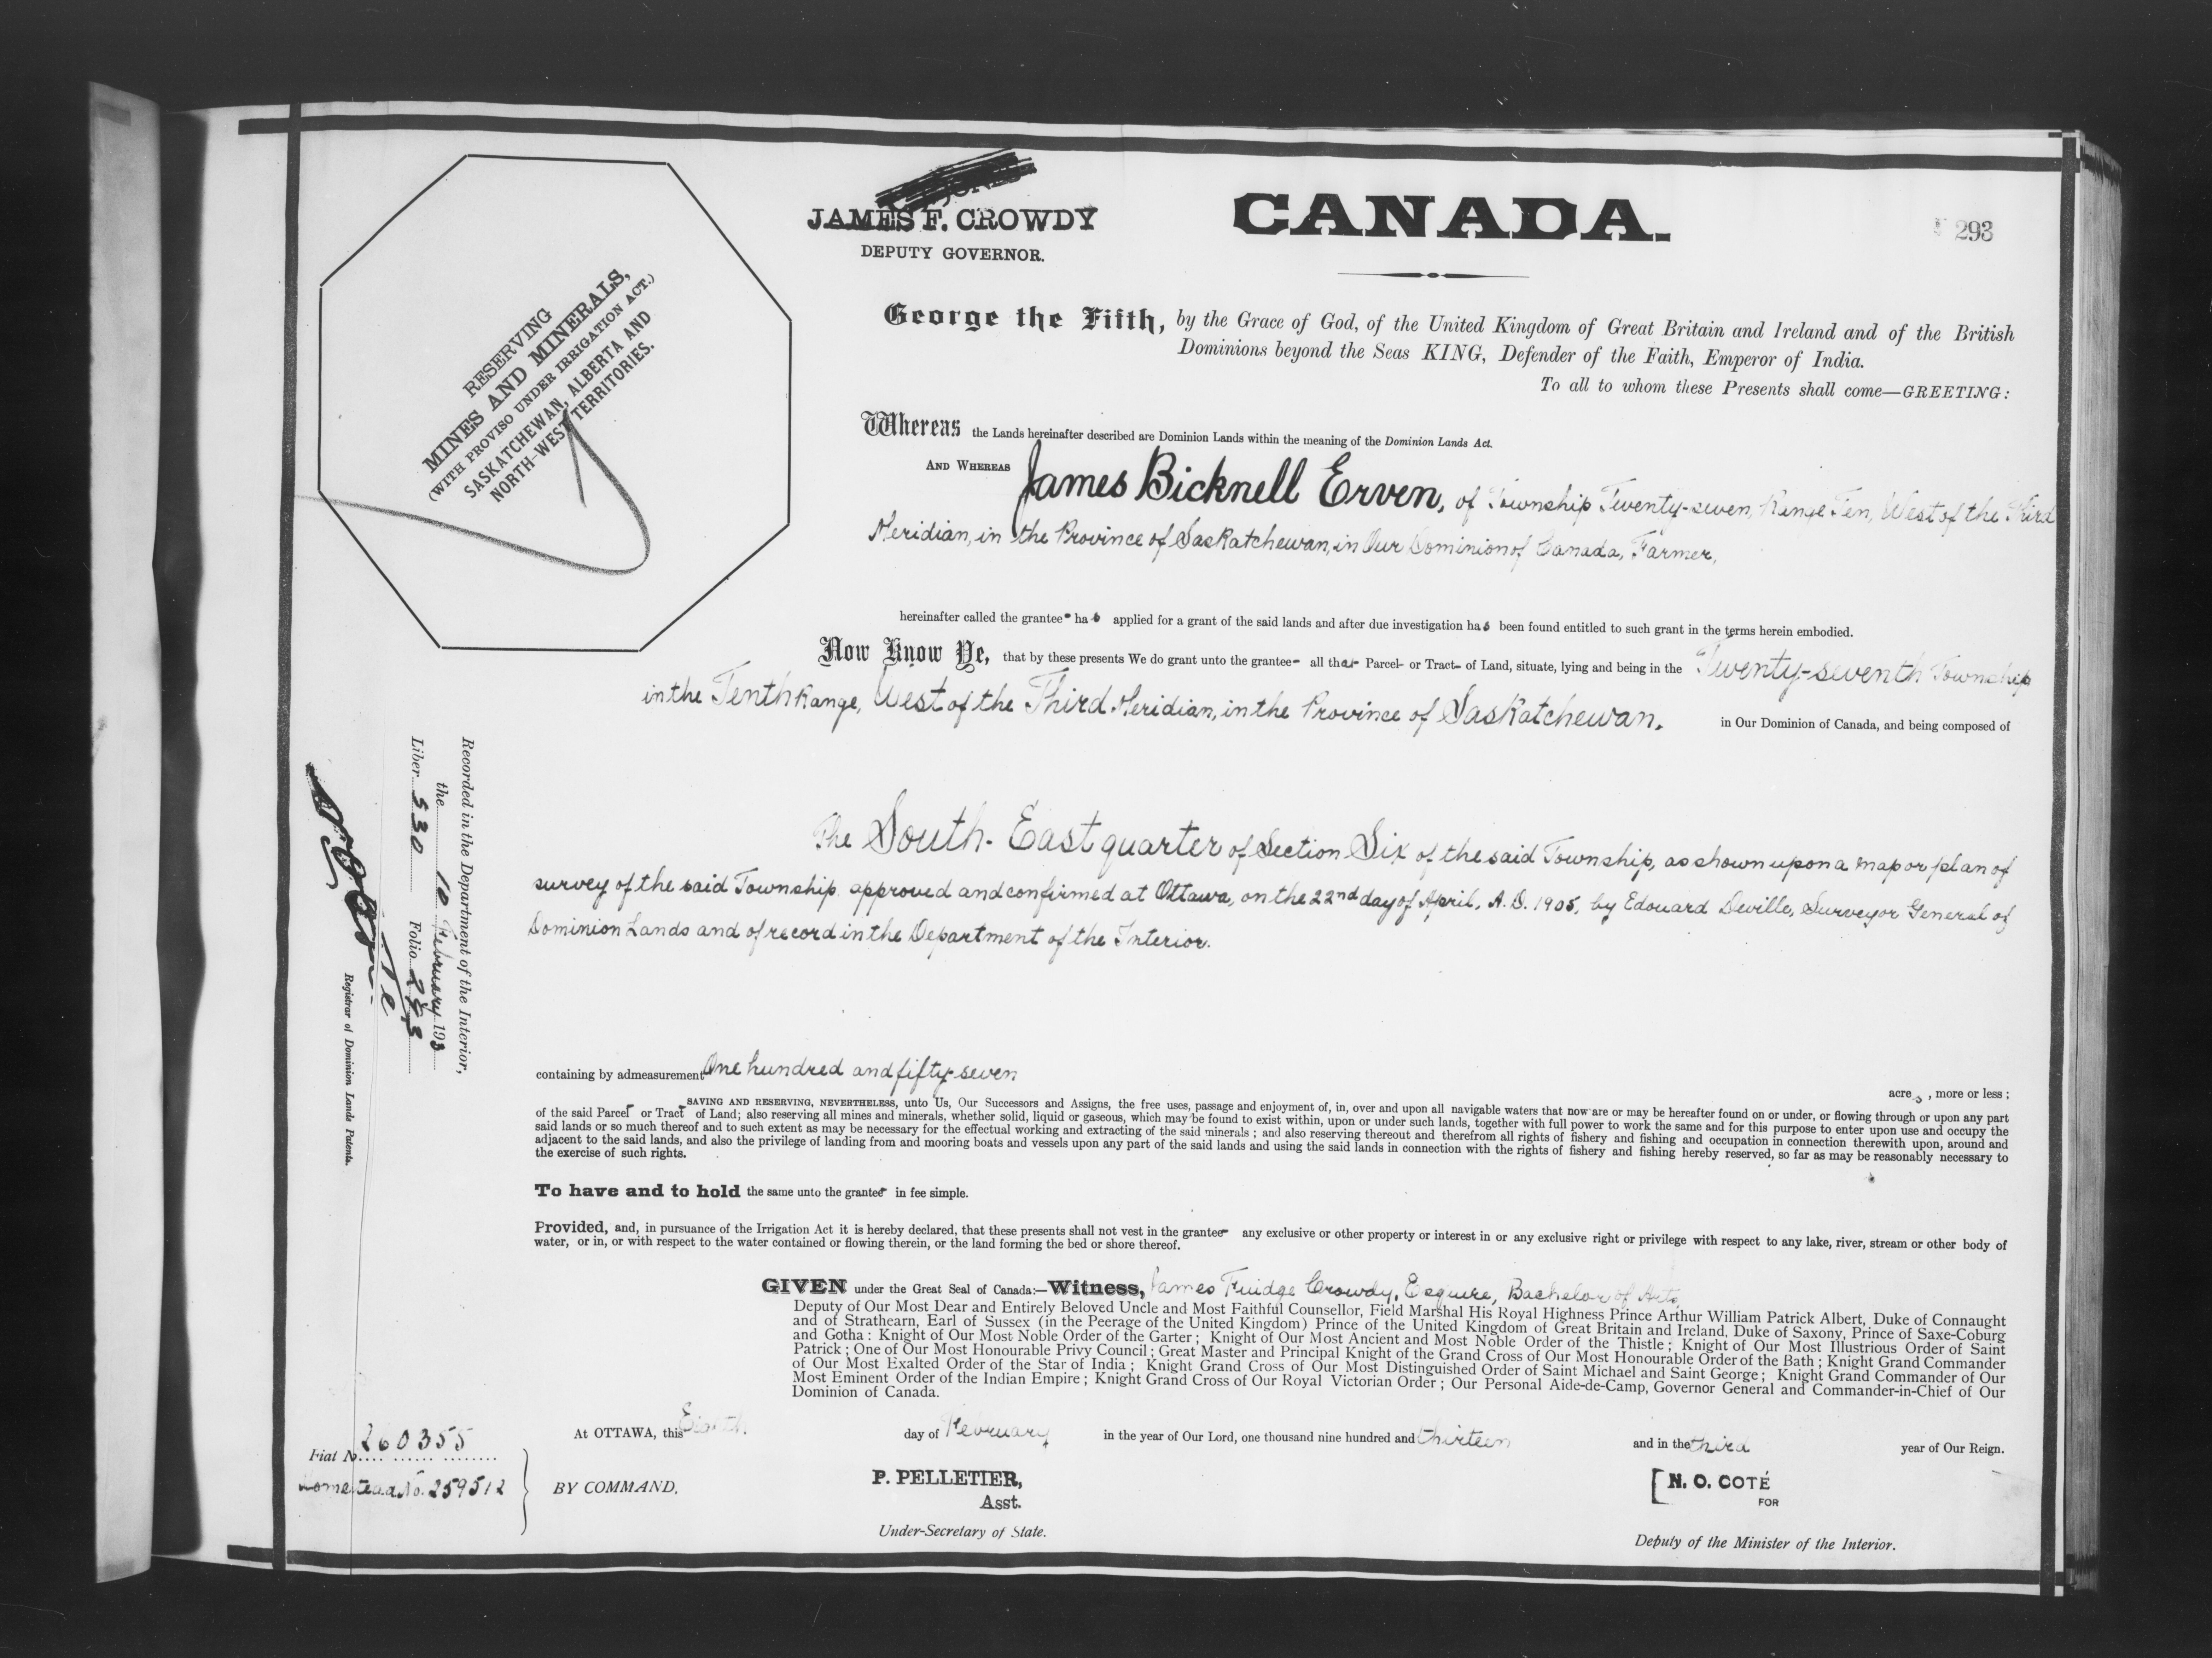 JAMES F. CROWDY
DEPUTY GOVERNOR.
CANADA.
293
RESERVING
MINES AND MINERALS,
(WITH PROVISO UNDER IRRIGATION ACT.)
SASKATCHEWAN, ALBERTA AND
NORTH-WEST TERRITORIES.
George the Fifth, by the Grace of God, of the United Kingdom of Great Britain and Ireland and of the British
Dominions beyond the Seas KING, Defender of the Faith, Emperor of India.
To all to whom these Presents shall come—GREETING:
Whereas the Lands hereinafter described are Dominion Lands within the meaning of the Dominion Lands Act.
AND WHEREAS James Bicknell Erven, of Township Twenty-seven, Range Ten, West of the Third
Meridian, in the Province of Saskatchewan, in Our Dominion of Canada, Farmer,
hereinafter called the grantee has applied for a grant of the said lands and after due investigation has been found entitled to such grant in the terms herein embodied.
Now Know Ye, that by these presents We do grant unto the grantee all that Parcel or Tract of Land, situate, lying and being in the Twenty-seventh Township
in the Tenth Range, West of the Third Meridian, in the Province of Saskatchewan, in Our Dominion of Canada, and being composed of
The South-East quarter of Section Six of the said Township, as shown upon a map or plan of
survey of the said Township approved and confirmed at Ottawa, on the 22nd day of April, A.D. 1905, by Edouard Deville, Surveyor General of
Dominion Lands and of record in the Department of the Interior.
Recorded in the Department of the Interior,
the 10 February 1913
Liber 530 Folio 293
Registrar of Dominion Lands Patents.
containing by admeasurement One hundred and fifty-seven acres, more or less;
SAVING AND RESERVING, NEVERTHELESS, unto Us, Our Successors and Assigns, the free uses, passage and enjoyment of, in, over and upon all navigable waters that now are or may be hereafter found on or under, or flowing through or upon any part
of the said Parcel or Tract of Land; also reserving all mines and minerals, whether solid, liquid or gaseous, which may be found to exist within, upon or under such lands, together with full power to work the same and for this purpose to enter upon use and occupy the
said lands or so much thereof and to such extent as may be necessary for the effectual working and extracting of the said minerals; and also reserving thereout and therefrom all rights of fishery and fishing and occupation in connection therewith upon, around and
adjacent to the said lands, and also the privilege of landing from and mooring boats and vessels upon any part of the said lands and using the said lands in connection with the rights of fishery and fishing hereby reserved, so far as may be reasonably necessary to
the exercise of such rights.
To have and to hold the same unto the grantee in fee simple.
Provided, and, in pursuance of the Irrigation Act it is hereby declared, that these presents shall not vest in the grantee any exclusive or other property or interest in or any exclusive right or privilege with respect to any lake, river, stream or other body of
water, or in, or with respect to the water contained or flowing therein, or the land forming the bed or shore thereof.
GIVEN under the Great Seal of Canada:—Witness, James Fuidge Crowdy, Esquire, Bachelor of Arts,
Deputy of Our Most Dear and Entirely Beloved Uncle and Most Faithful Counsellor, Field Marshal His Royal Highness Prince Arthur William Patrick Albert, Duke of Connaught
and of Strathearn, Earl of Sussex (in the Peerage of the United Kingdom) Prince of the United Kingdom of Great Britain and Ireland, Duke of Saxony, Prince of Saxe-Coburg
and Gotha: Knight of Our Most Noble Order of the Garter; Knight of Our Most Ancient and Most Noble Order of the Thistle; Knight of Our Most Illustrious Order of Saint
Patrick; One of Our Most Honourable Privy Council; Great Master and Principal Knight of the Grand Cross of Our Most Honourable Order of the Bath; Knight Grand Commander
of Our Most Exalted Order of the Star of India; Knight Grand Cross of Our Most Distinguished Order of Saint Michael and Saint George; Knight Grand Commander of Our
Most Eminent Order of the Indian Empire; Knight Grand Cross of Our Royal Victorian Order; Our Personal Aide-de-Camp, Governor General and Commander-in-Chief of Our
Dominion of Canada.
At OTTAWA, this Eighth day of February in the year of Our Lord, one thousand nine hundred and thirteen and in the third year of Our Reign.
Fiat No. 260355
Homestead No. 259512
BY COMMAND,
P. PELLETIER,
Asst.
Under-Secretary of State.
[N. O. COTÉ
FOR
Deputy of the Minister of the Interior.